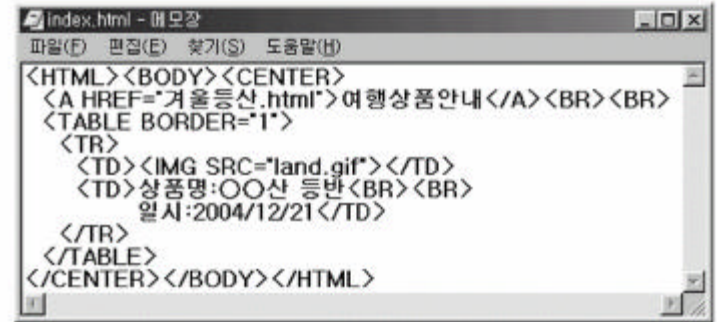 index.html - 메모장
파일(F) 편집(E) 찾기(S) 도움말(H)
<HTML><BODY><CENTER>
<A HREF="겨울등산.html">여행상품안내</A><BR><BR>
<TABLE BORDER="1">
<TR>
<TD><IMG SRC="land.gif"></TD>
<TD>상품명:○○산 등반<BR><BR>
일시:2004/12/21</TD>
</TR>
</TABLE>
</CENTER></BODY></HTML>